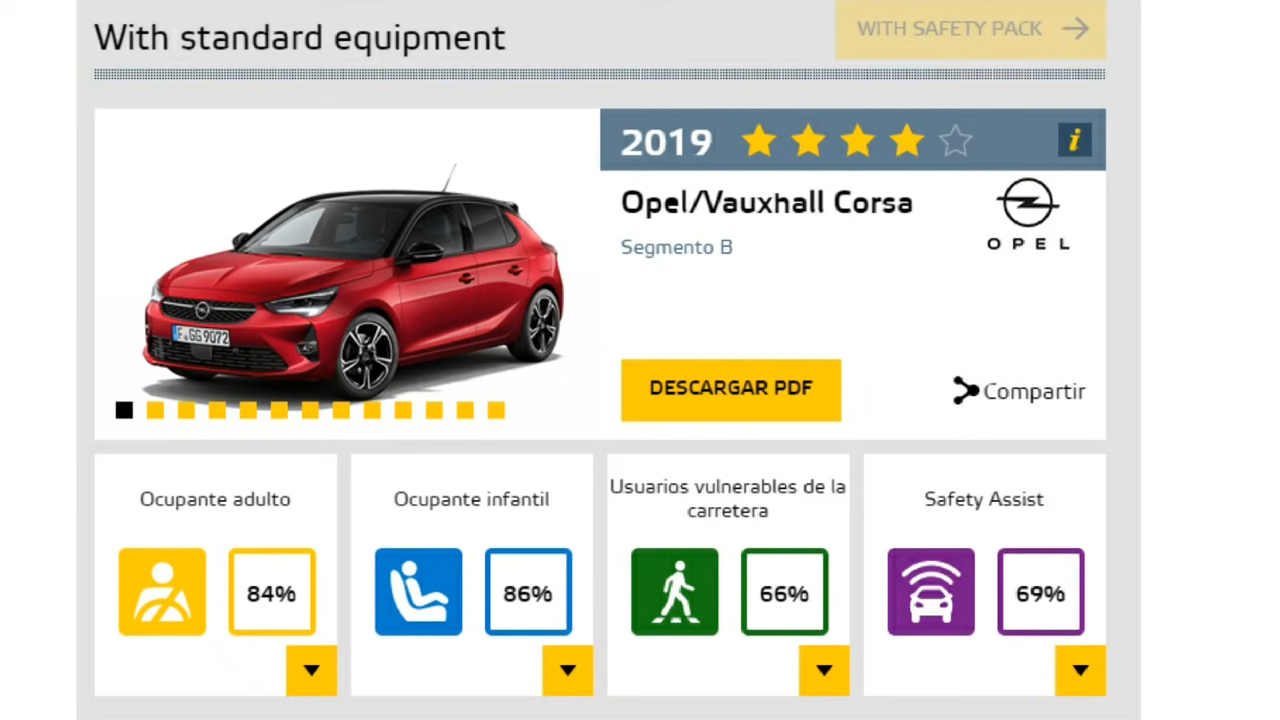 With standard equipment
WITH SAFETY PACK
2019
i
Opel/Vauxhall Corsa
Segmento B
OPEL
F GG 9072
DESCARGAR PDF
Compartir
Ocupante adulto
84%
Ocupante infantil
86%
Usuarios vulnerables de la
carretera
66%
Safety Assist
69%